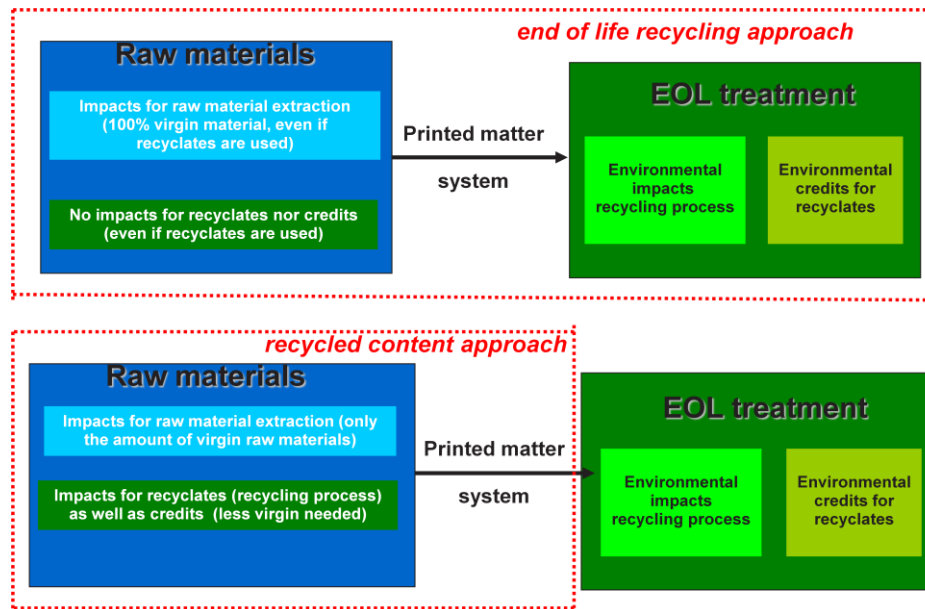 end of life recycling approach
Raw materials
Impacts for raw material extraction
(100% virgin material, even if
recyclates are used)
No impacts for recyclates nor credits
(even if recyclates are used)
Printed matter
system
EOL treatment
Environmental
impacts
recycling process
Environmental
credits for
recyclates
recycled content approach
Raw materials
Impacts for raw material extraction (only
the amount of virgin raw materials)
Impacts for recyclates (recycling process)
as well as credits (less virgin needed)
Printed matter
system
EOL treatment
Environmental
impacts
recycling process
Environmental
credits for
recyclates